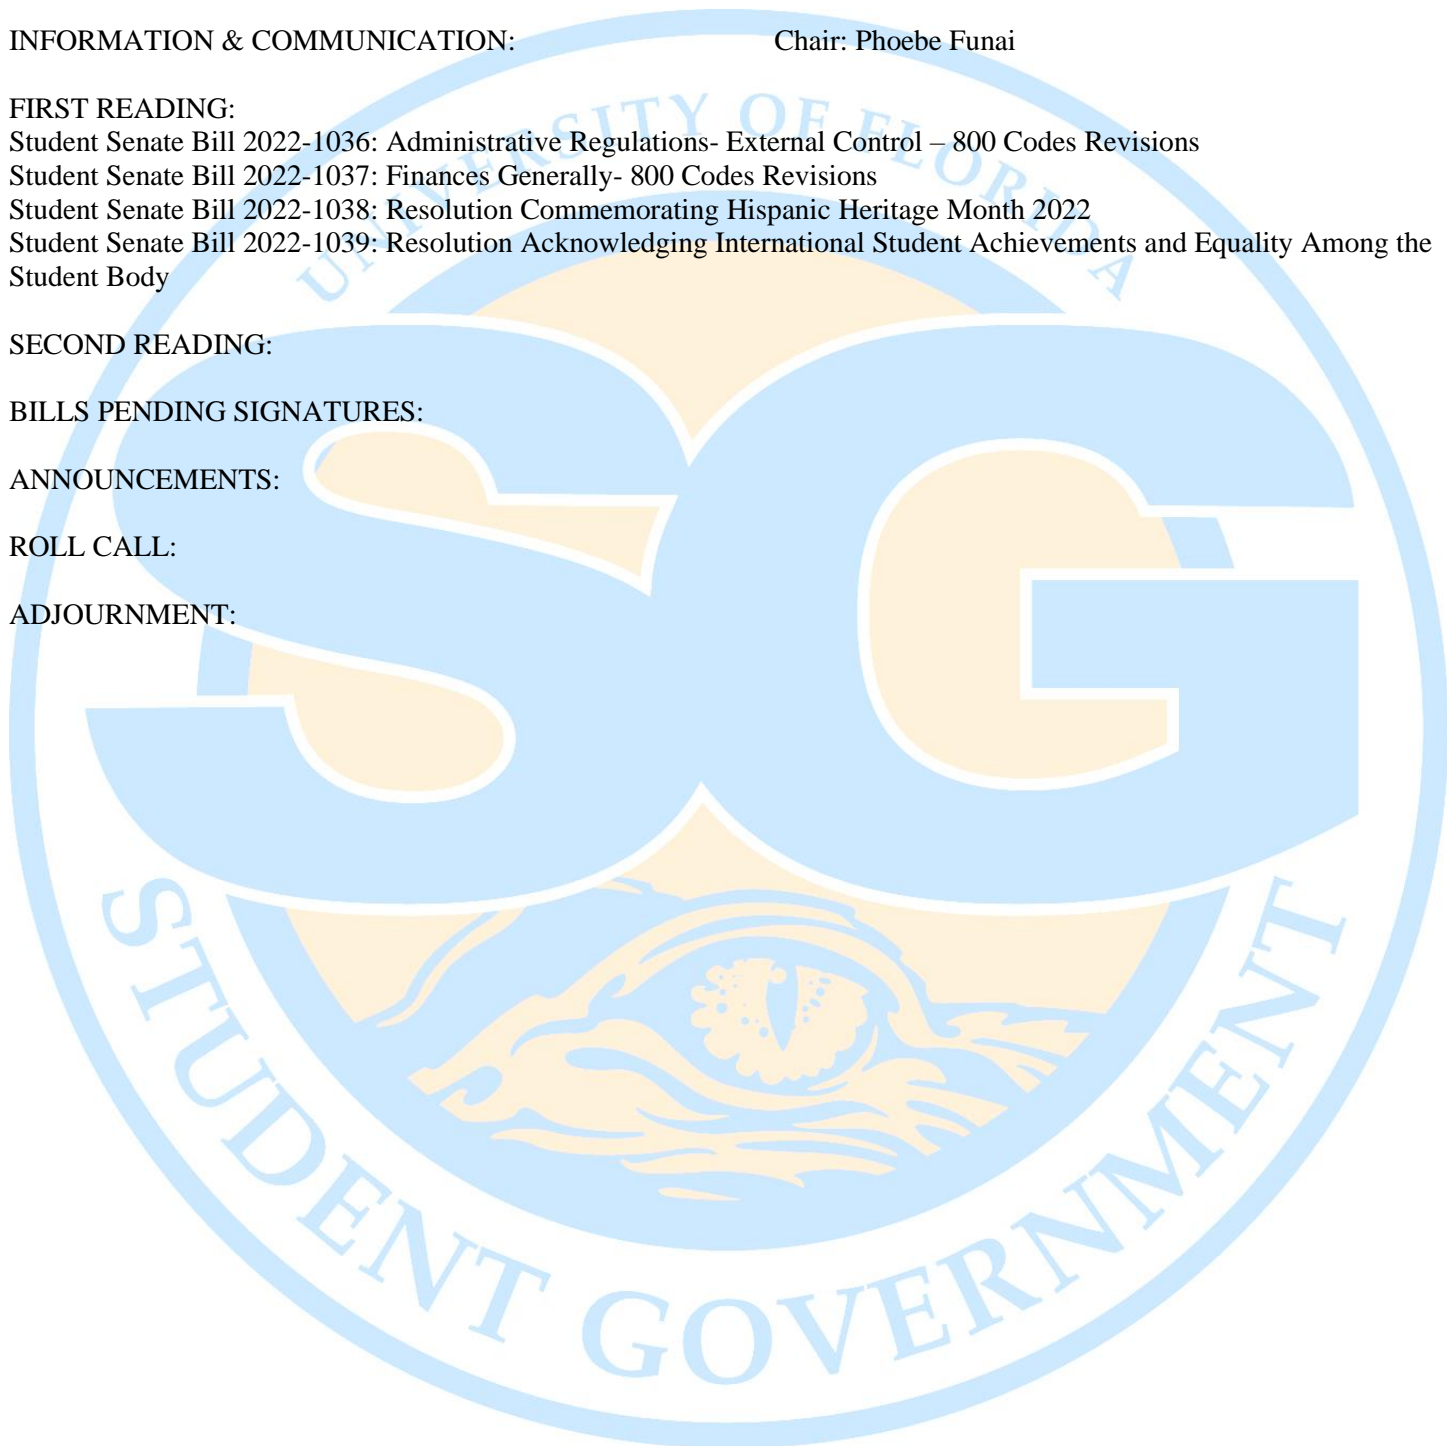 INFORMATION & COMMUNICATION: Chair: Phoebe Funai
FIRST READING:
Student Senate Bill 2022-1036: Administrative Regulations- External Control – 800 Codes Revisions
Student Senate Bill 2022-1037: Finances Generally- 800 Codes Revisions
Student Senate Bill 2022-1038: Resolution Commemorating Hispanic Heritage Month 2022
Student Senate Bill 2022-1039: Resolution Acknowledging International Student Achievements and Equality Among the
Student Body
SECOND READING:
BILLS PENDING SIGNATURES:
ANNOUNCEMENTS:
ROLL CALL:
ADJOURNMENT:
UNIVERSITY OF FLORIDA
SG
STUDENT GOVERNMENT